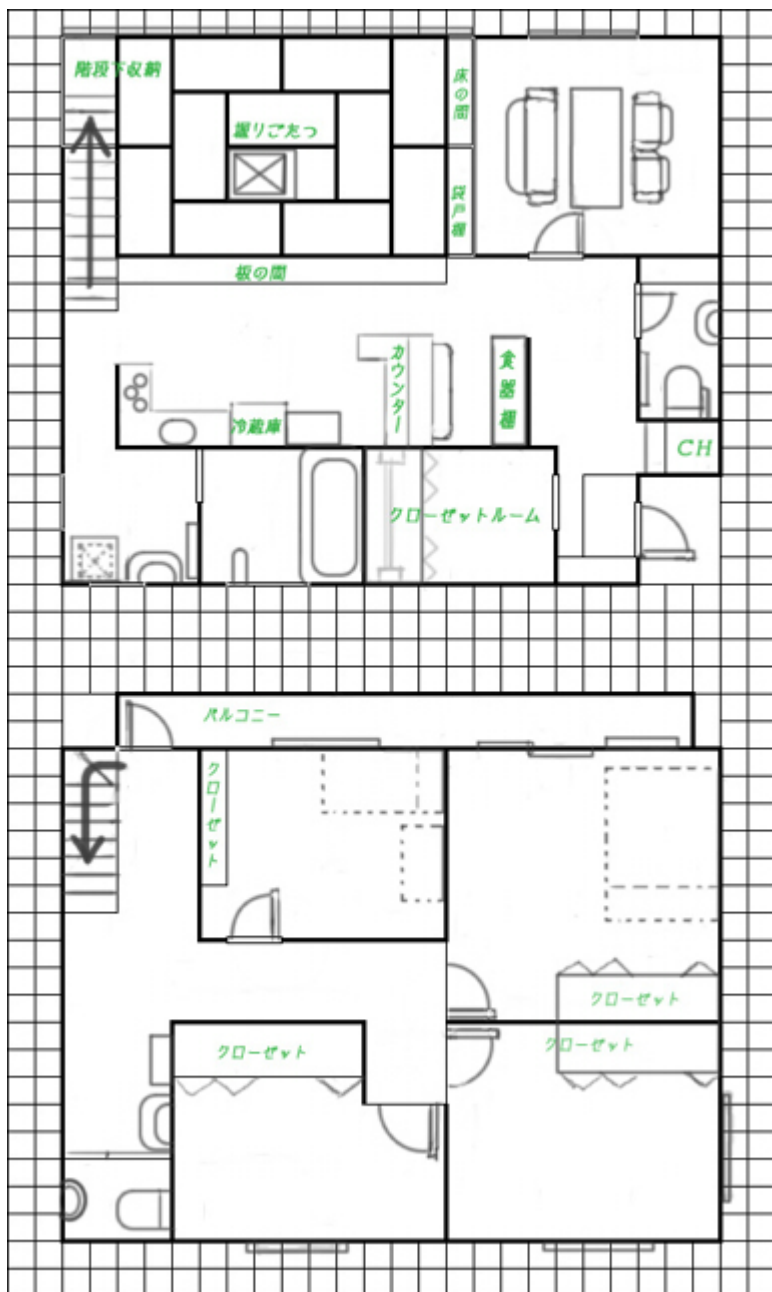 階段下収納
床の間
掘りごたつ
袋戸棚
板の間
カウンター
食器棚
冷蔵庫
CH
クローゼットルーム
バルコニー
クローゼット
クローゼット
クローゼット
クローゼット